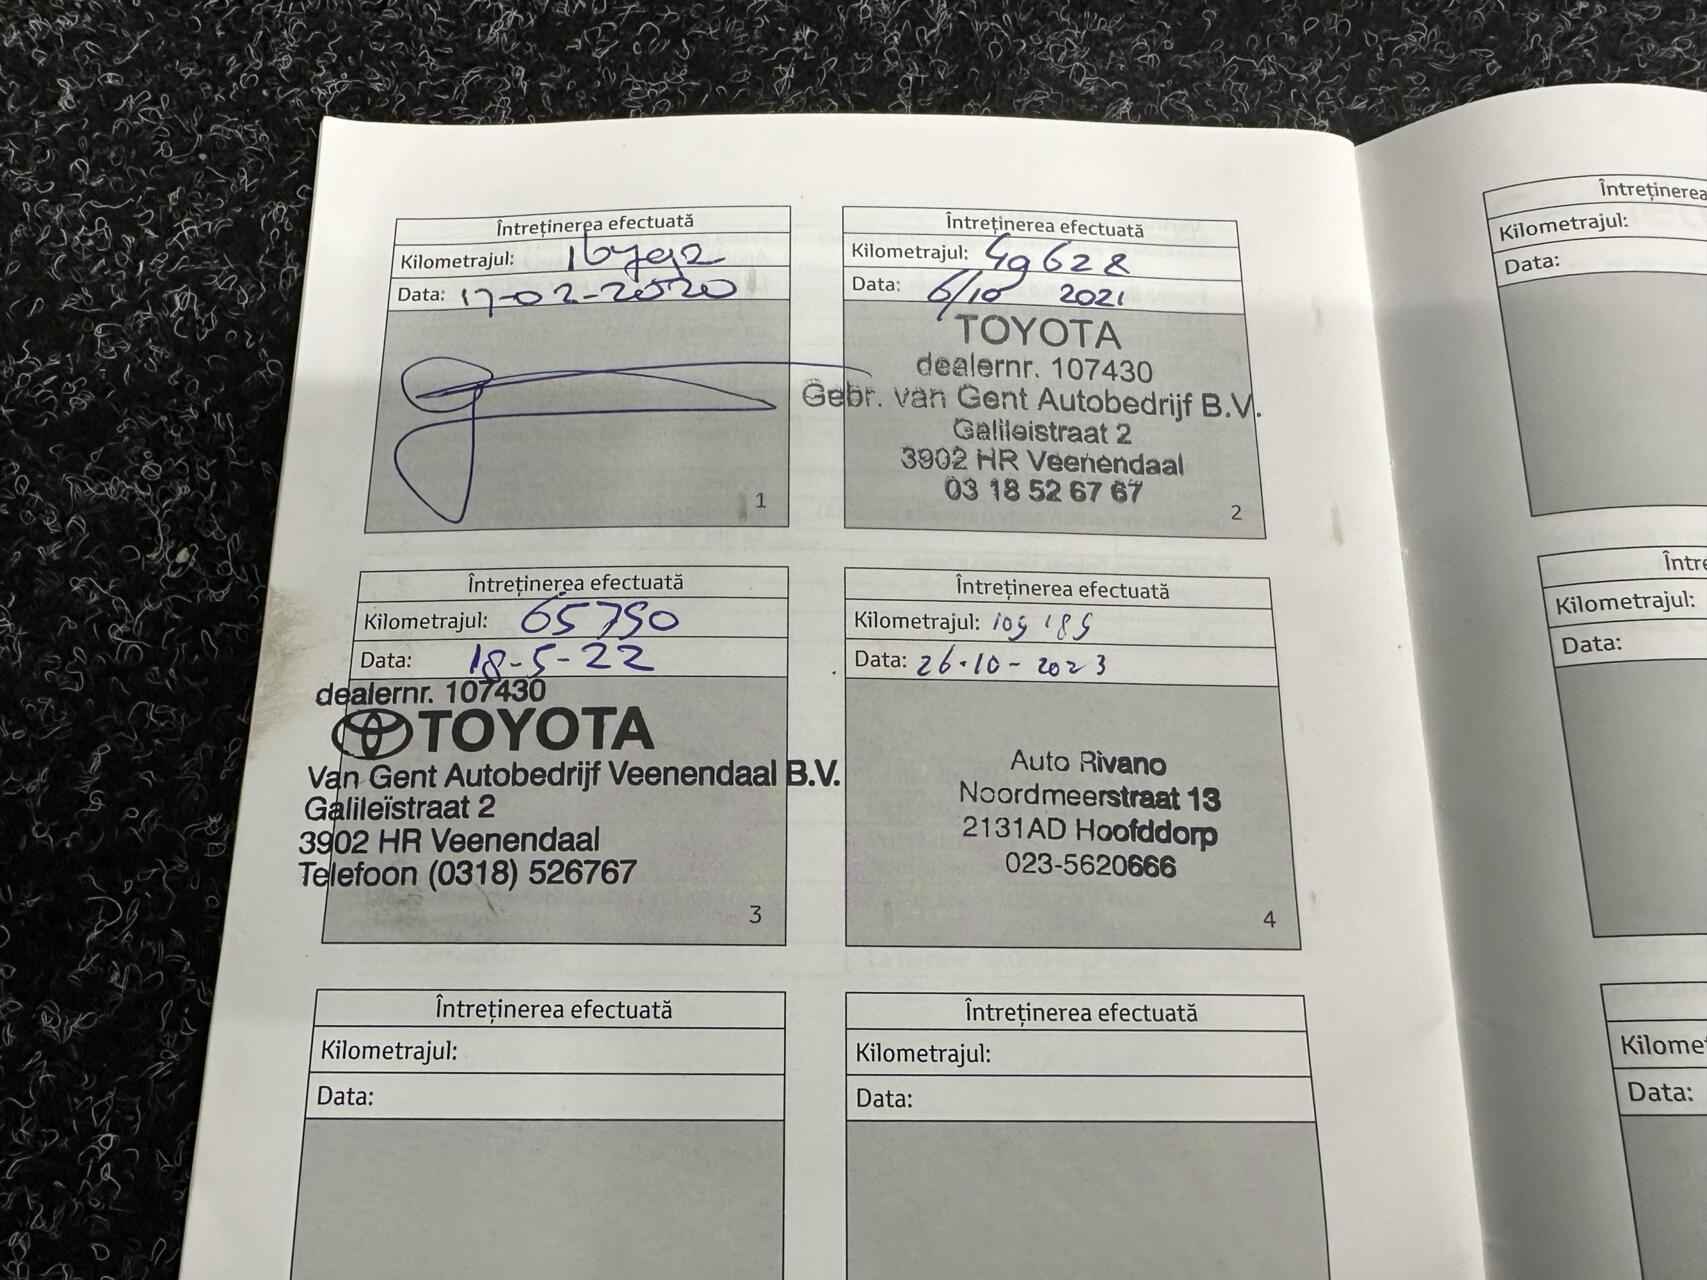 Întreținerea efectuată
Kilometrajul:
Data: 17-02-2020
1
Întreținerea efectuată
Kilometrajul: 49628
Data: 6/10 2021
TOYOTA
dealernr. 107430
Gebr. van Gent Autobedrijf B.V.
Galileistraat 2
3902 HR Veenendaal
03 18 52 67 67
2
Întreținerea efectuată
Kilometrajul: 65750
Data: 18-5-22
dealernr. 107430
TOYOTA
Van Gent Autobedrijf Veenendaal B.V.
Galileïstraat 2
3902 HR Veenendaal
Telefoon (0318) 526767
3
Întreținerea efectuată
Kilometrajul: 109 189
Data: 26-10-2023
Auto Rivano
Noordmeerstraat 13
2131AD Hoofddorp
023-5620666
4
Întreținerea efectuată
Kilometrajul:
Data:
Întreținerea efectuată
Kilometrajul:
Data:
Întreținerea
Kilometrajul:
Data:
Kilometrajul:
Data:
Data: